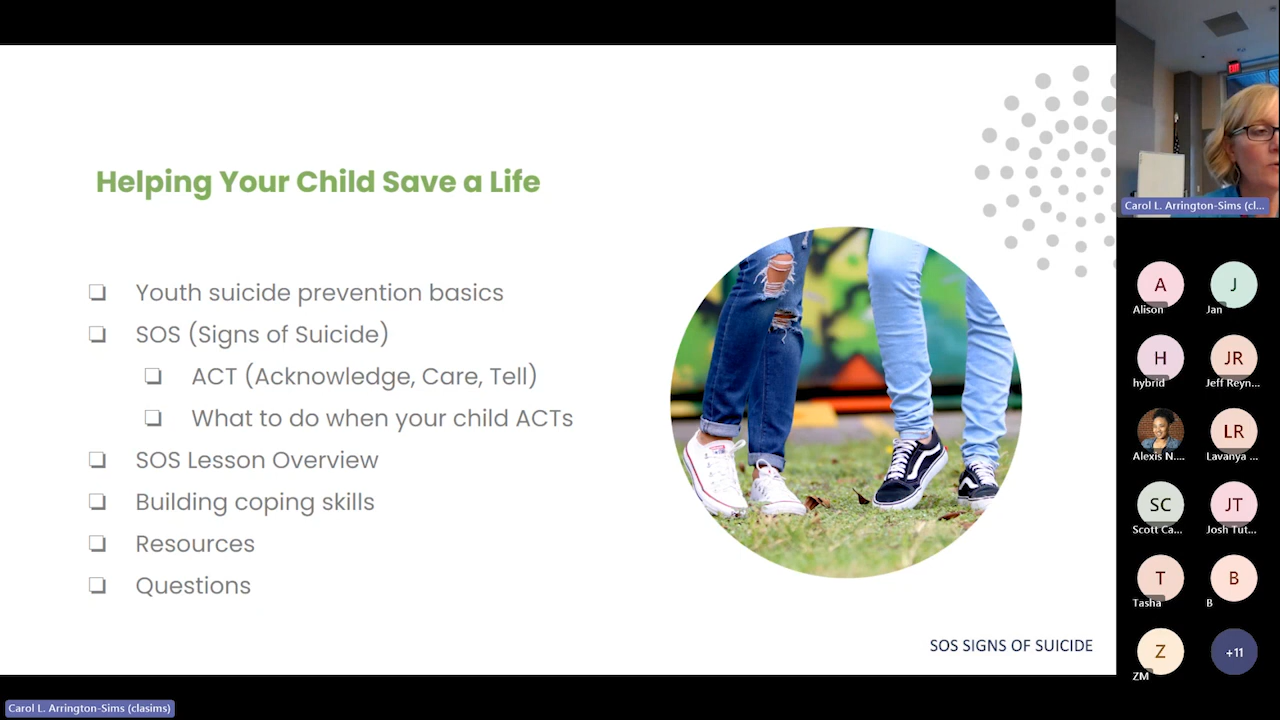 Helping Your Child Save a Life
❏ Youth suicide prevention basics
❏ SOS (Signs of Suicide)
❏ ACT (Acknowledge, Care, Tell)
❏ What to do when your child ACTs
❏ SOS Lesson Overview
❏ Building coping skills
❏ Resources
❏ Questions
SOS SIGNS OF SUICIDE
Carol L. Arrington-Sims (clasims)
Carol L. Arrington-Sims (cl...
A
J
Alison
Jan
H
JR
hybrid
Jeff Reyn...
LR
Alexis N....
Lavanya ...
SC
JT
Scott Ca...
Josh Tut...
T
B
Tasha
B
Z
+11
ZM